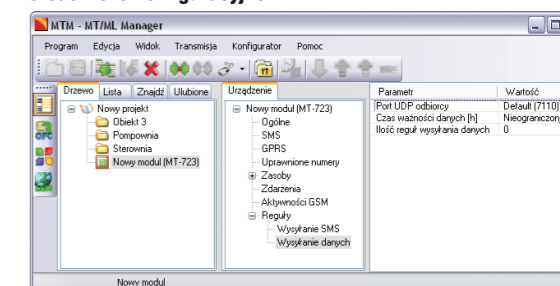 MTM - MT/ML Manager
Program Edycja Widok Transmisja Konfigurator Pomoc
Drzewo Lista Znajdź Ulubione
Nowy projekt
Obiekt 3
Pompownia
Sterownia
Nowy moduł (MT-723)
Urządzenie
Nowy moduł (MT-723)
Ogólne
SMS
GPRS
Uprawnione numery
Zasoby
Zdarzenia
Aktywności GSM
Reguły
Wysyłanie SMS
Wysyłanie danych
Parametr Wartość
Port UDP odbiorcy Default (7110)
Czas ważności danych [h] Nieograniczon
Ilość reguł wysyłania danych 0
Nowy moduł